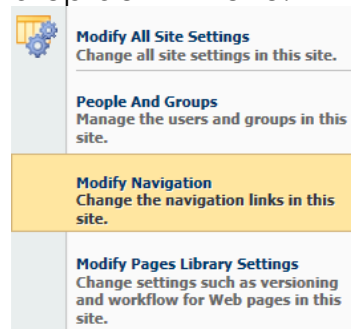 Modify All Site Settings
Change all site settings in this site.
People And Groups
Manage the users and groups in this
site.
Modify Navigation
Change the navigation links in this
site.
Modify Pages Library Settings
Change settings such as versioning
and workflow for Web pages in this
site.